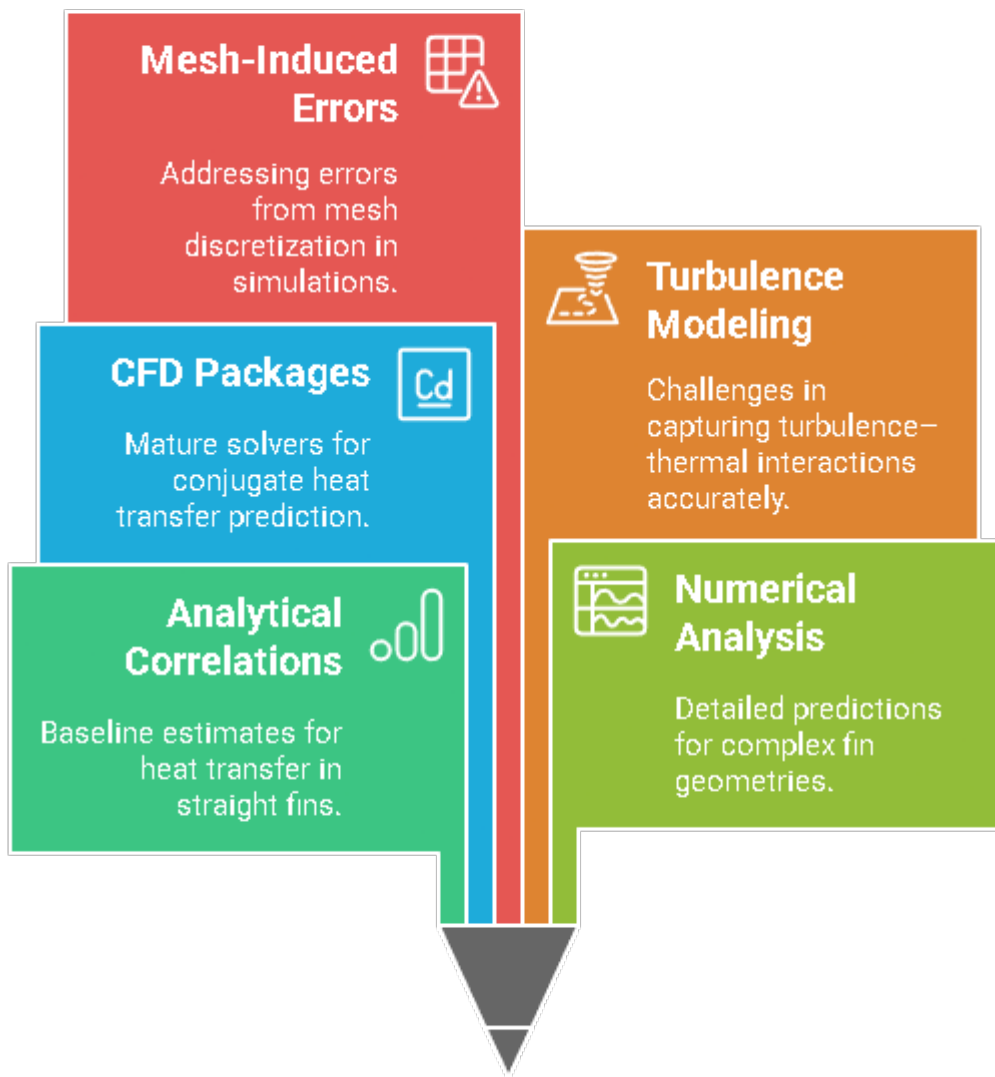 Mesh-Induced
Errors
Addressing errors
from mesh
discretization in
simulations.
Turbulence
Modeling
Challenges in
capturing turbulence–
thermal interactions
accurately.
CFD Packages
Cd
Mature solvers for
conjugate heat
transfer prediction.
Numerical
Analysis
Detailed predictions
for complex fin
geometries.
Analytical
Correlations
Baseline estimates for
heat transfer in
straight fins.